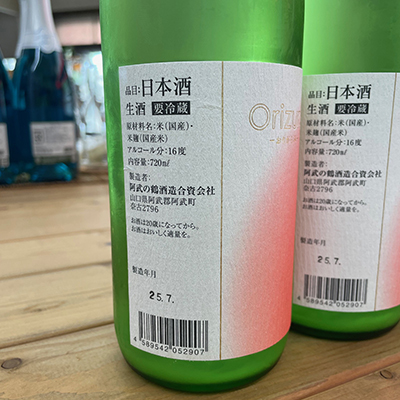 品目:日本酒
生酒 要冷蔵
原材料名:米(国産)・
米麹(国産米)
アルコール分:16度
内容量:720mℓ
製造者:
阿武の鶴酒造合資会社
山口県阿武郡阿武町
奈古2796
お酒は20歳になってから。
お酒はおいしく適量を。
製造年月
25.7.
4 589542 052907
Orizu
品目:日本酒
生酒 要冷蔵
原材料名:米(国産)・
米麹(国産米)
アルコール分:16度
内容量:720mℓ
製造者:
阿武の鶴酒造合資会社
山口県阿武郡阿武町
奈古2796
お酒は20歳になってから。
お酒はおいしく適量を。
製造年月
25.7.
4 589542 052907